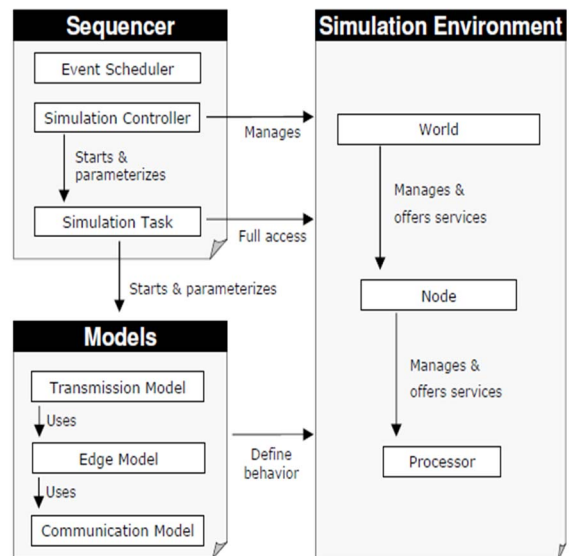 Sequencer
Event Scheduler
Simulation Controller
Starts &
parameterizes
Simulation Task
Manages
Full access
Starts & parameterizes
Models
Transmission Model
Uses
Edge Model
Uses
Communication Model
Define
behavior
Simulation Environment
World
Manages &
offers services
Node
Manages &
offers services
Processor